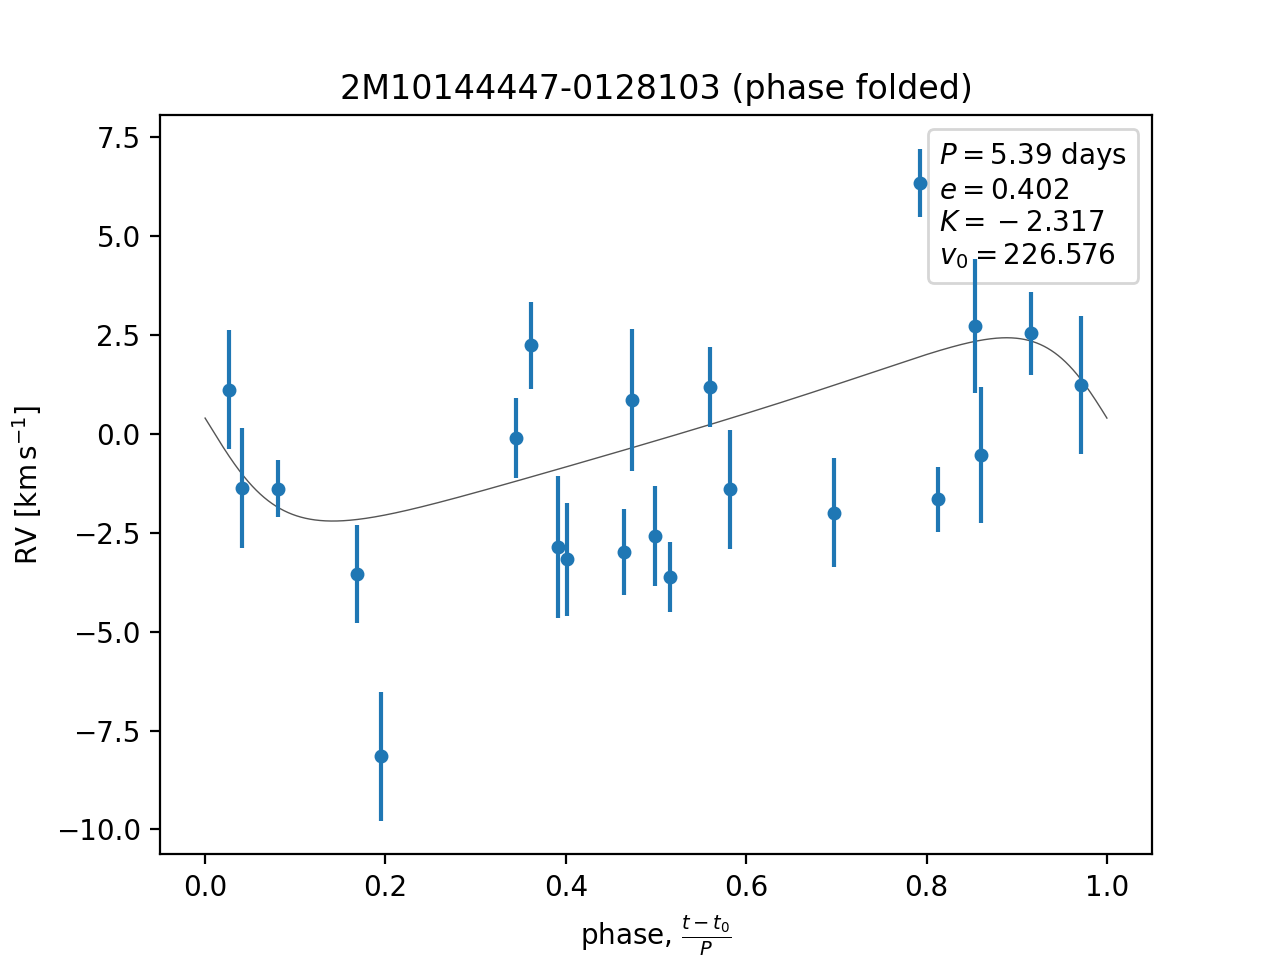 2M10144447-0128103 (phase folded)
P = 5.39 days
e = 0.402
K = −2.317
v₀ = 226.576
7.5
5.0
2.5
0.0
−2.5
−5.0
−7.5
−10.0
RV [km s⁻¹]
0.0 0.2 0.4 0.6 0.8 1.0
phase, (t − t₀)/P